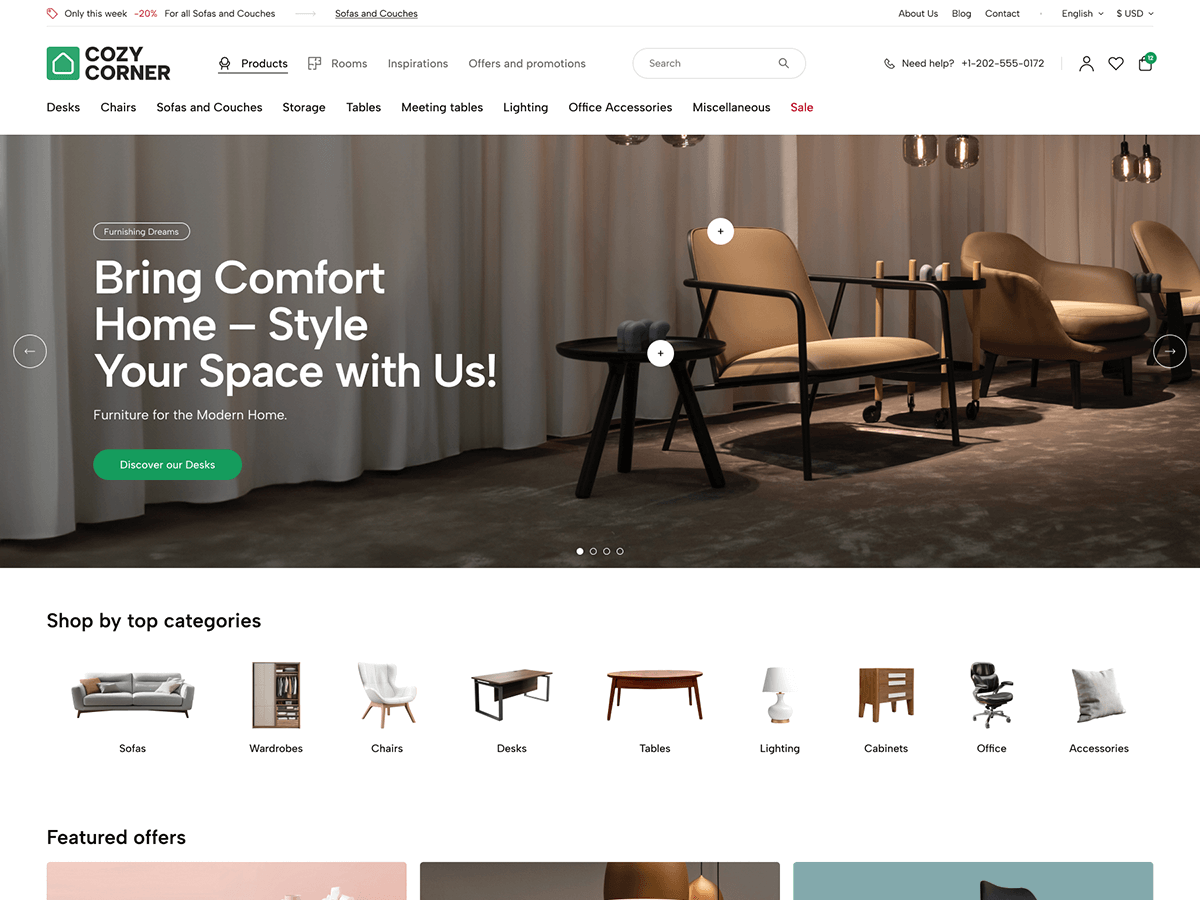 Only this week -20% For all Sofas and Couches Sofas and Couches About Us Blog Contact English $ USD
COZY
CORNER
Products Rooms Inspirations Offers and promotions Search Need help? +1-202-555-0172 12
Desks Chairs Sofas and Couches Storage Tables Meeting tables Lighting Office Accessories Miscellaneous Sale
Furnishing Dreams
Bring Comfort
Home – Style
Your Space with Us!
Furniture for the Modern Home.
Discover our Desks
Shop by top categories
Sofas Wardrobes Chairs Desks Tables Lighting Cabinets Office Accessories
Featured offers